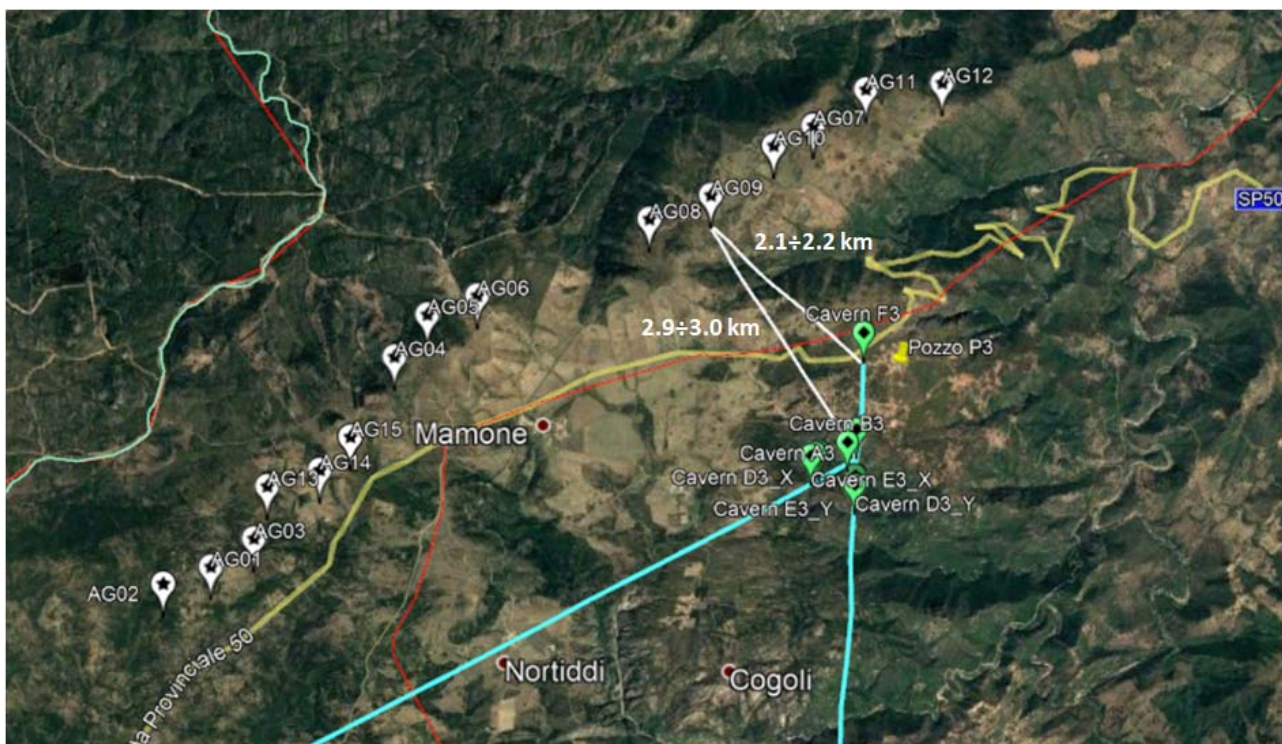 AG11
AG12
AG07
AG10
AG09
SP50
AG08
2.1÷2.2 km
AG06
AG05
Cavern F3
2.9÷3.0 km
Pozzo P3
AG04
Cavern B3
AG15
Mamone
Cavern A3
AG14
Cavern D3_X
Cavern E3_X
AG13
Cavern E3_Y
Cavern D3_Y
AG03
AG01
AG02
da Provinciale 50
Nortiddi
Cogoli